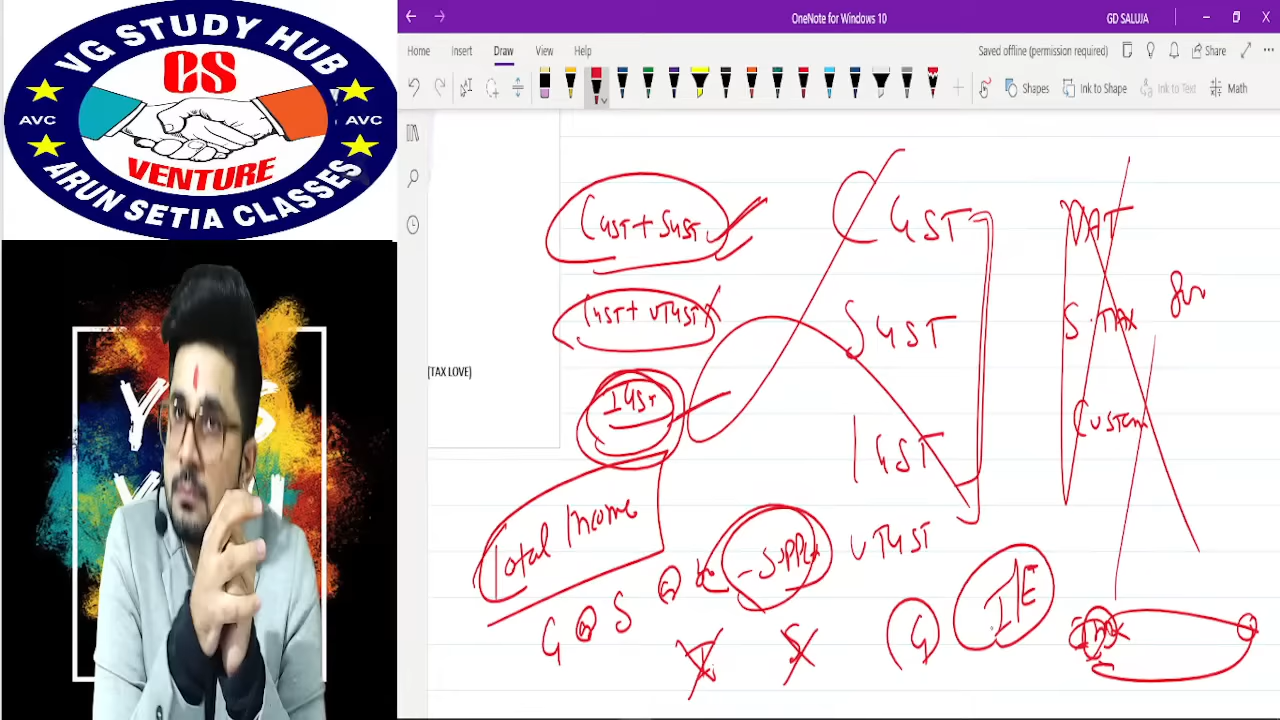 VG STUDY HUB
CS
AVC
AVC
VENTURE
ARUN SETIA CLASSES
OneNote for Windows 10
GD SALUJA
Home
Insert
Draw
View
Help
Saved offline (permission required)
Share
Shapes
Ink to Shape
Ink to Text
Math
(TAX LOVE)
CGST + SGST
CGST + UTGST
IGST
Total Income
CGST
SGST
IGST
UTGST
VAT
S.TAX
Custom
Supply
G or S
G
I/E